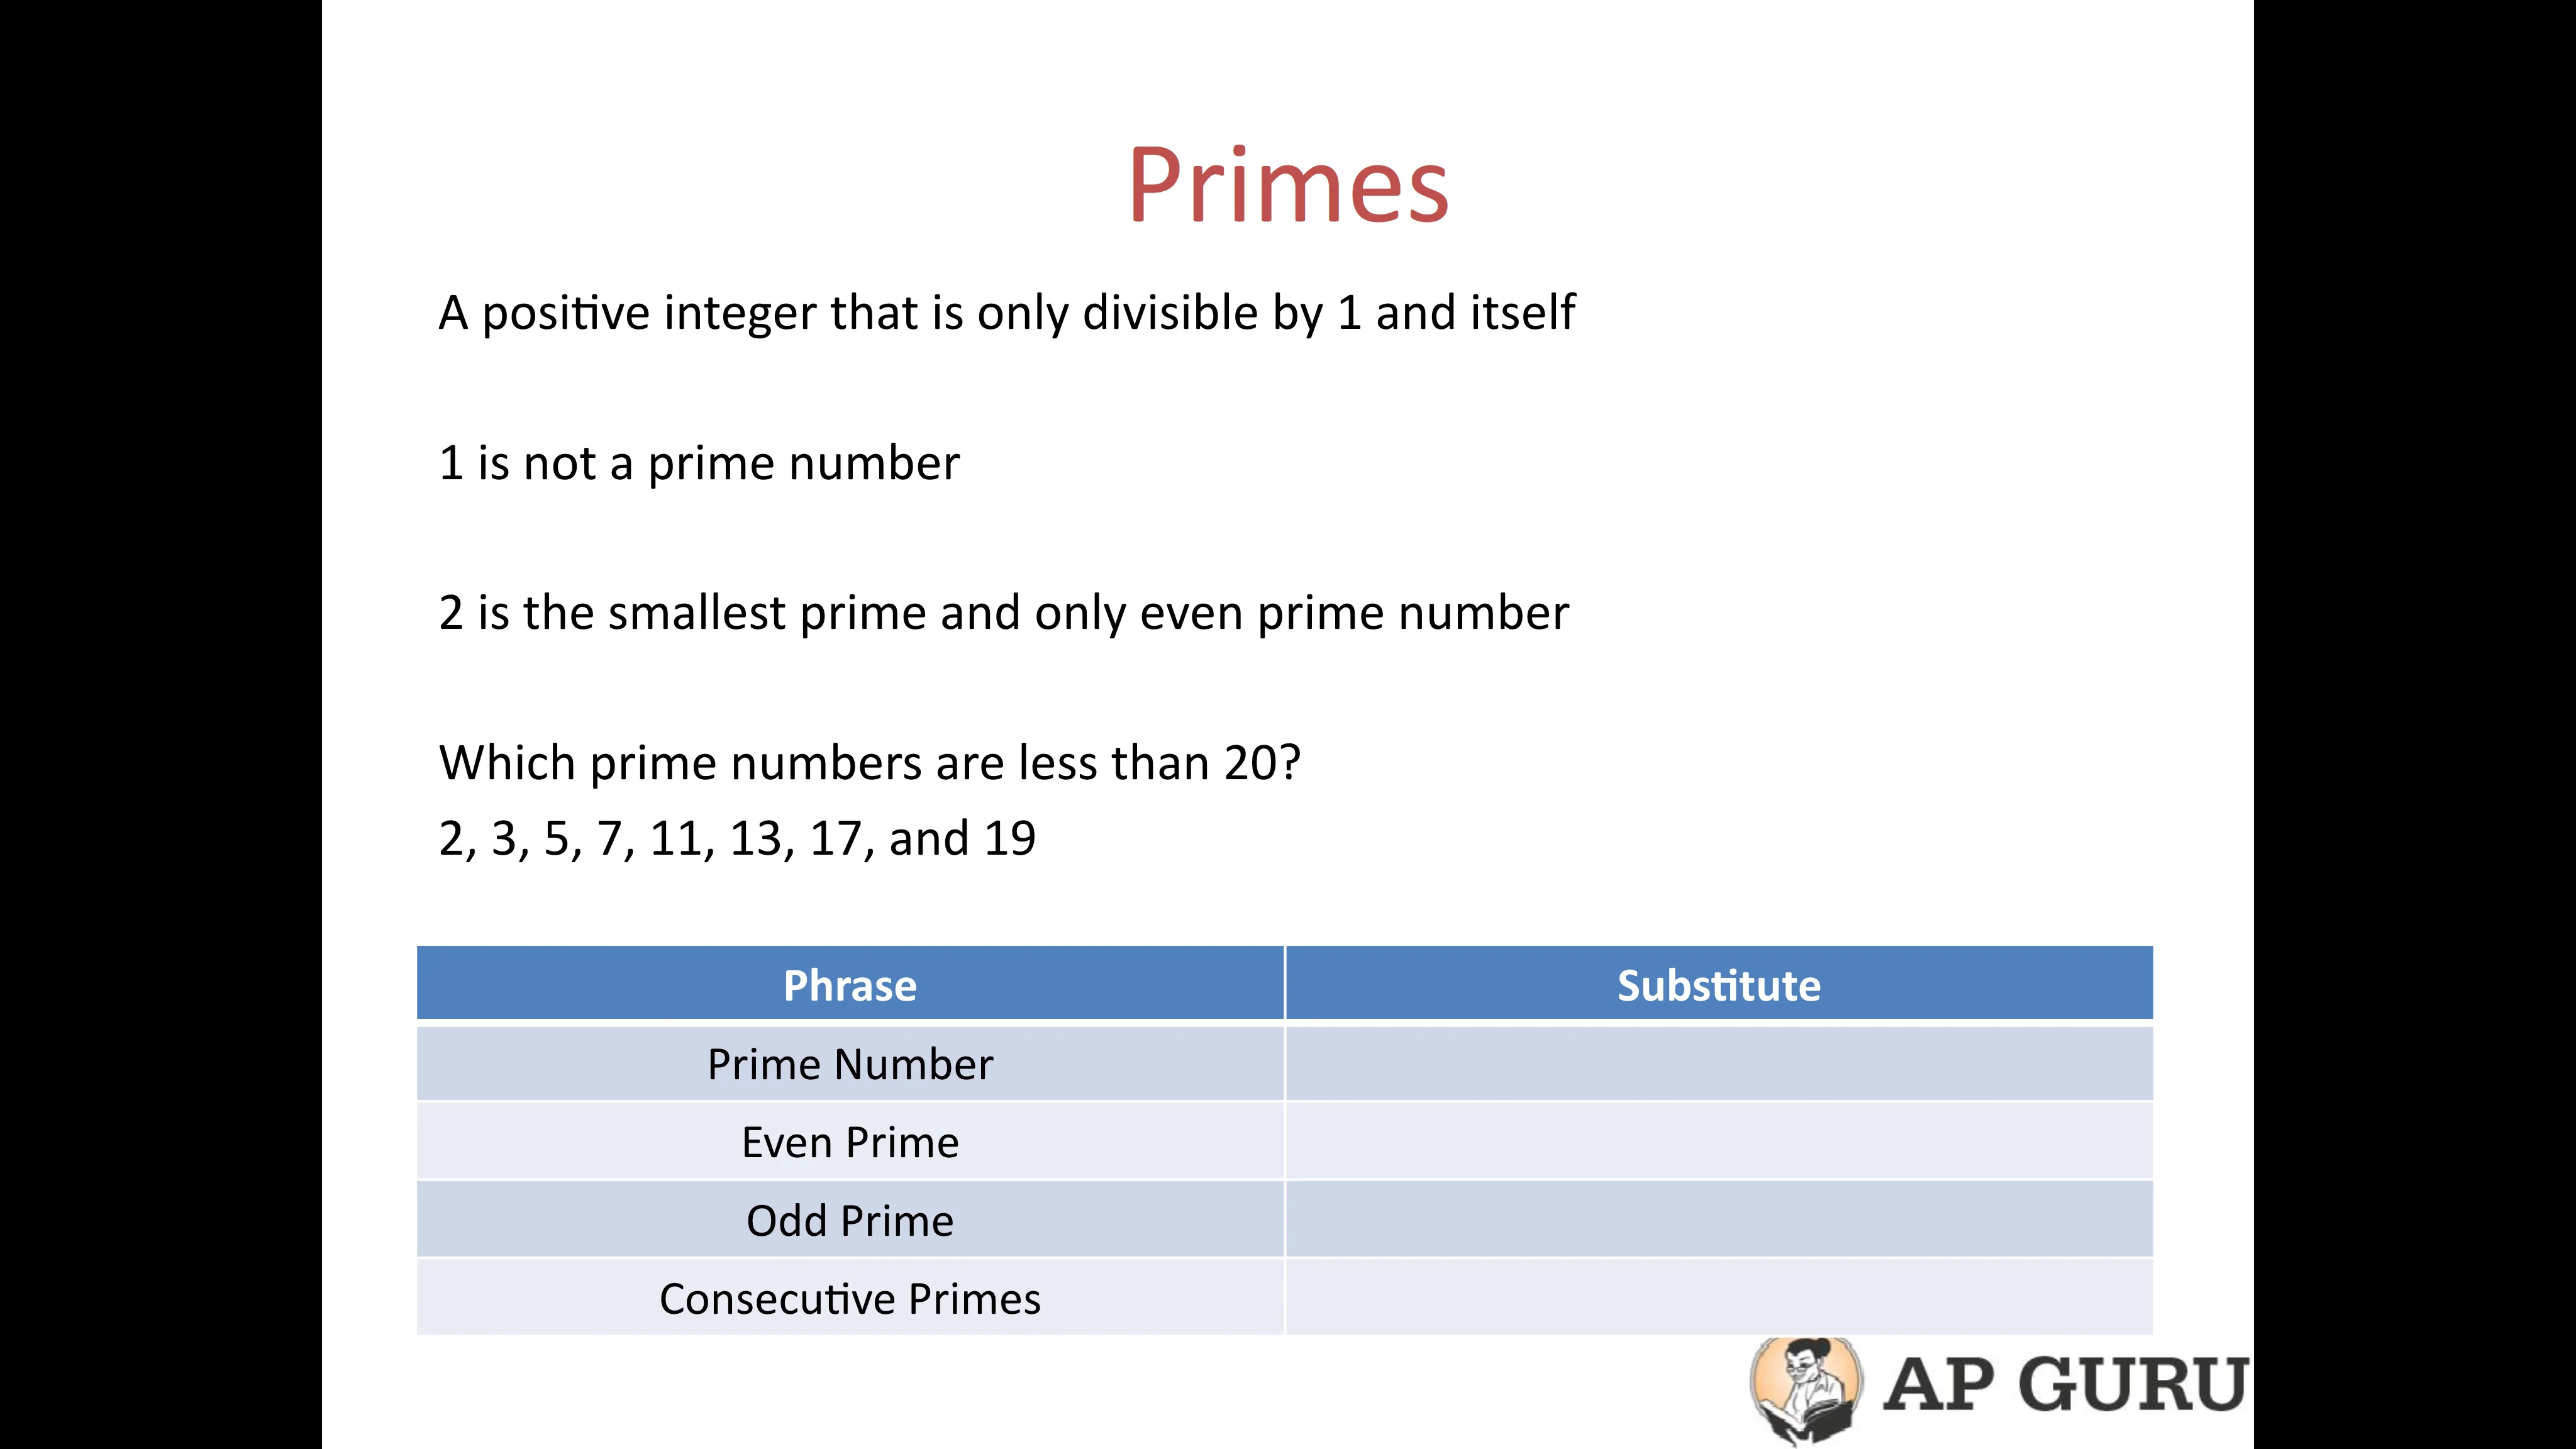 Primes
A positive integer that is only divisible by 1 and itself
1 is not a prime number
2 is the smallest prime and only even prime number
Which prime numbers are less than 20?
2, 3, 5, 7, 11, 13, 17, and 19
Phrase Substitute
Prime Number
Even Prime
Odd Prime
Consecutive Primes
AP GURU